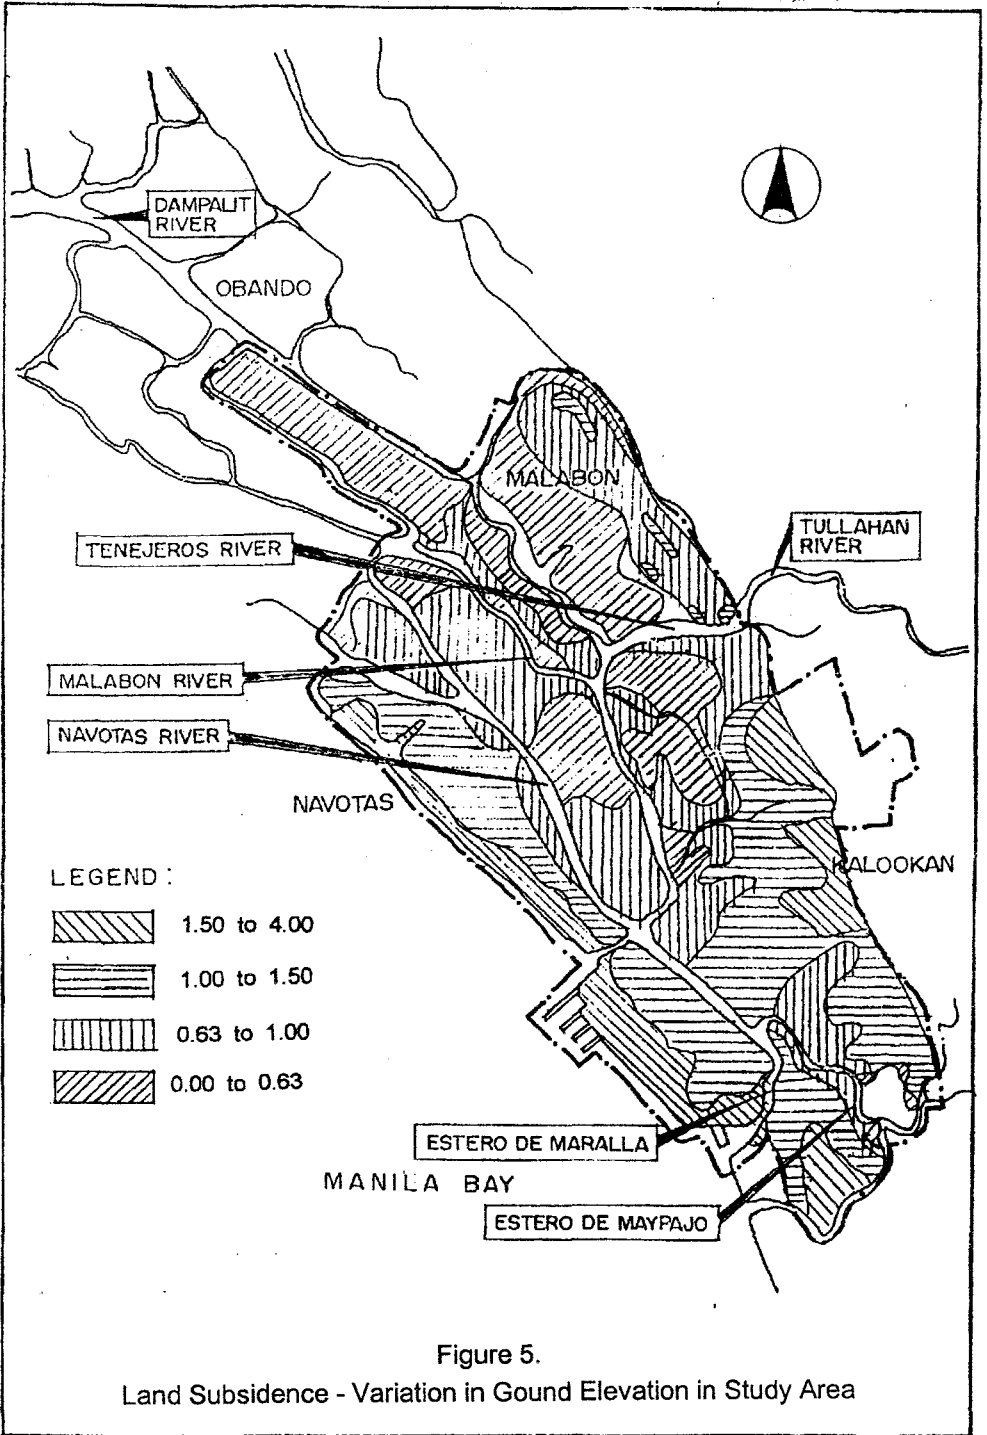 DAMPALIT
RIVER
OBANDO
MALABON
TULLAHAN
RIVER
TENEJEROS RIVER
MALABON RIVER
NAVOTAS RIVER
NAVOTAS
KALOOKAN
LEGEND :
1.50 to 4.00
1.00 to 1.50
0.63 to 1.00
0.00 to 0.63
ESTERO DE MARALLA
MANILA BAY
ESTERO DE MAYPAJO
Figure 5.
Land Subsidence - Variation in Gound Elevation in Study Area